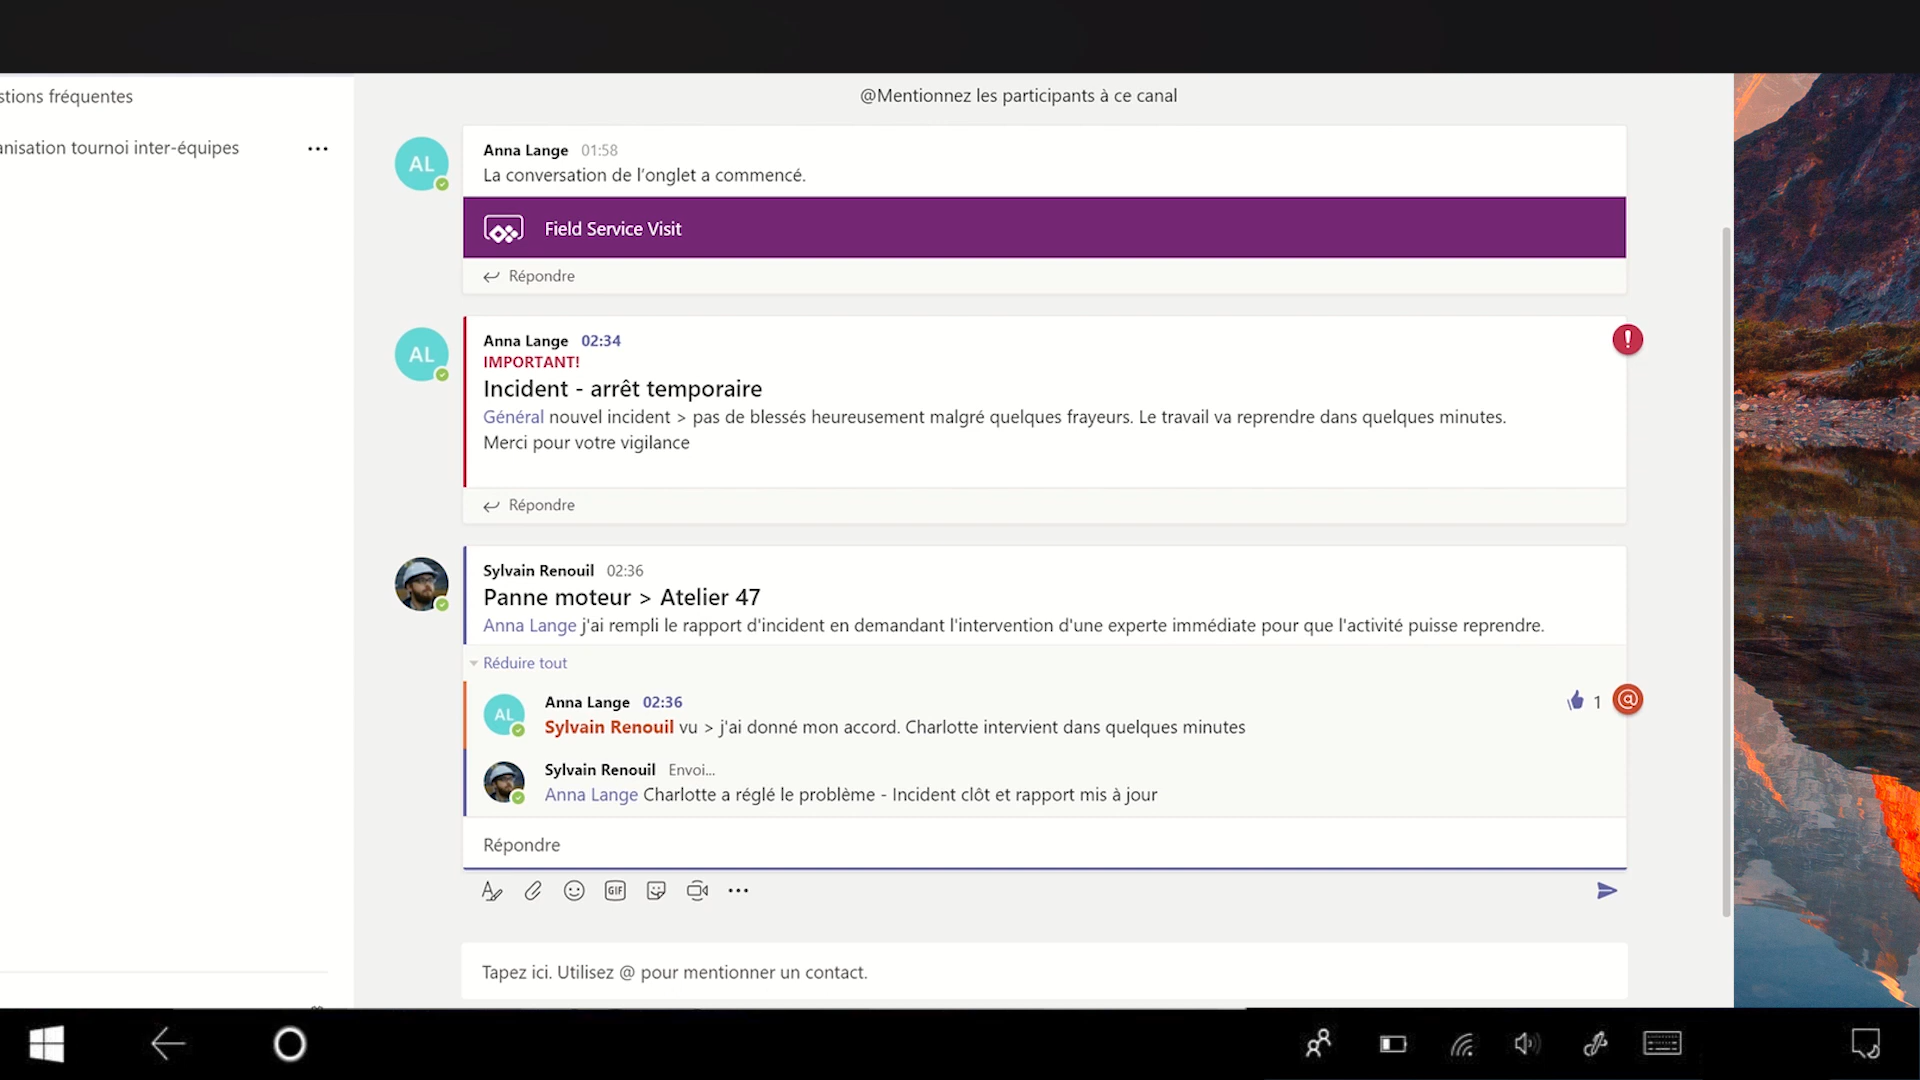 stions fréquentes
anisation tournoi inter-équipes
@Mentionnez les participants à ce canal
AL
Anna Lange 01:58
La conversation de l'onglet a commencé.
Field Service Visit
Répondre
AL
Anna Lange 02:34
IMPORTANT!
Incident - arrêt temporaire
Général nouvel incident > pas de blessés heureusement malgré quelques frayeurs. Le travail va reprendre dans quelques minutes.
Merci pour votre vigilance
Répondre
Sylvain Renouil 02:36
Panne moteur > Atelier 47
Anna Lange j'ai rempli le rapport d'incident en demandant l'intervention d'une experte immédiate pour que l'activité puisse reprendre.
Réduire tout
AL
Anna Lange 02:36 1 @
Sylvain Renouil vu > j'ai donné mon accord. Charlotte intervient dans quelques minutes
Sylvain Renouil Envoi...
Anna Lange Charlotte a réglé le problème - Incident clôt et rapport mis à jour
Répondre
GIF
Tapez ici. Utilisez @ pour mentionner un contact.